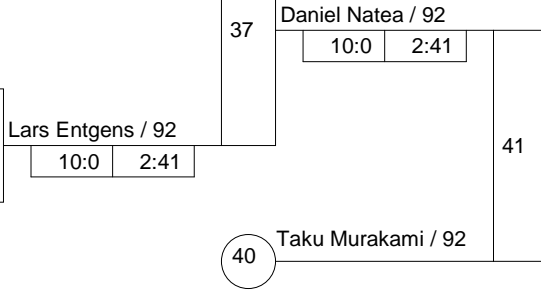 Daniel Natea / 92
37
10:0 2:41
Lars Entgens / 92
10:0 2:41
41
Taku Murakami / 92
40